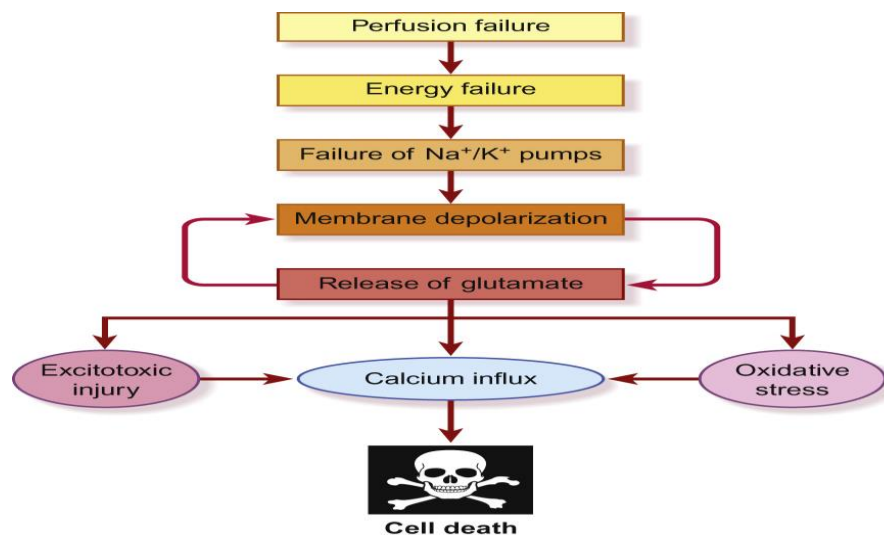 Perfusion failure
Energy failure
Failure of Na⁺/K⁺ pumps
Membrane depolarization
Release of glutamate
Excitotoxic
injury
Calcium influx
Oxidative
stress
Cell death